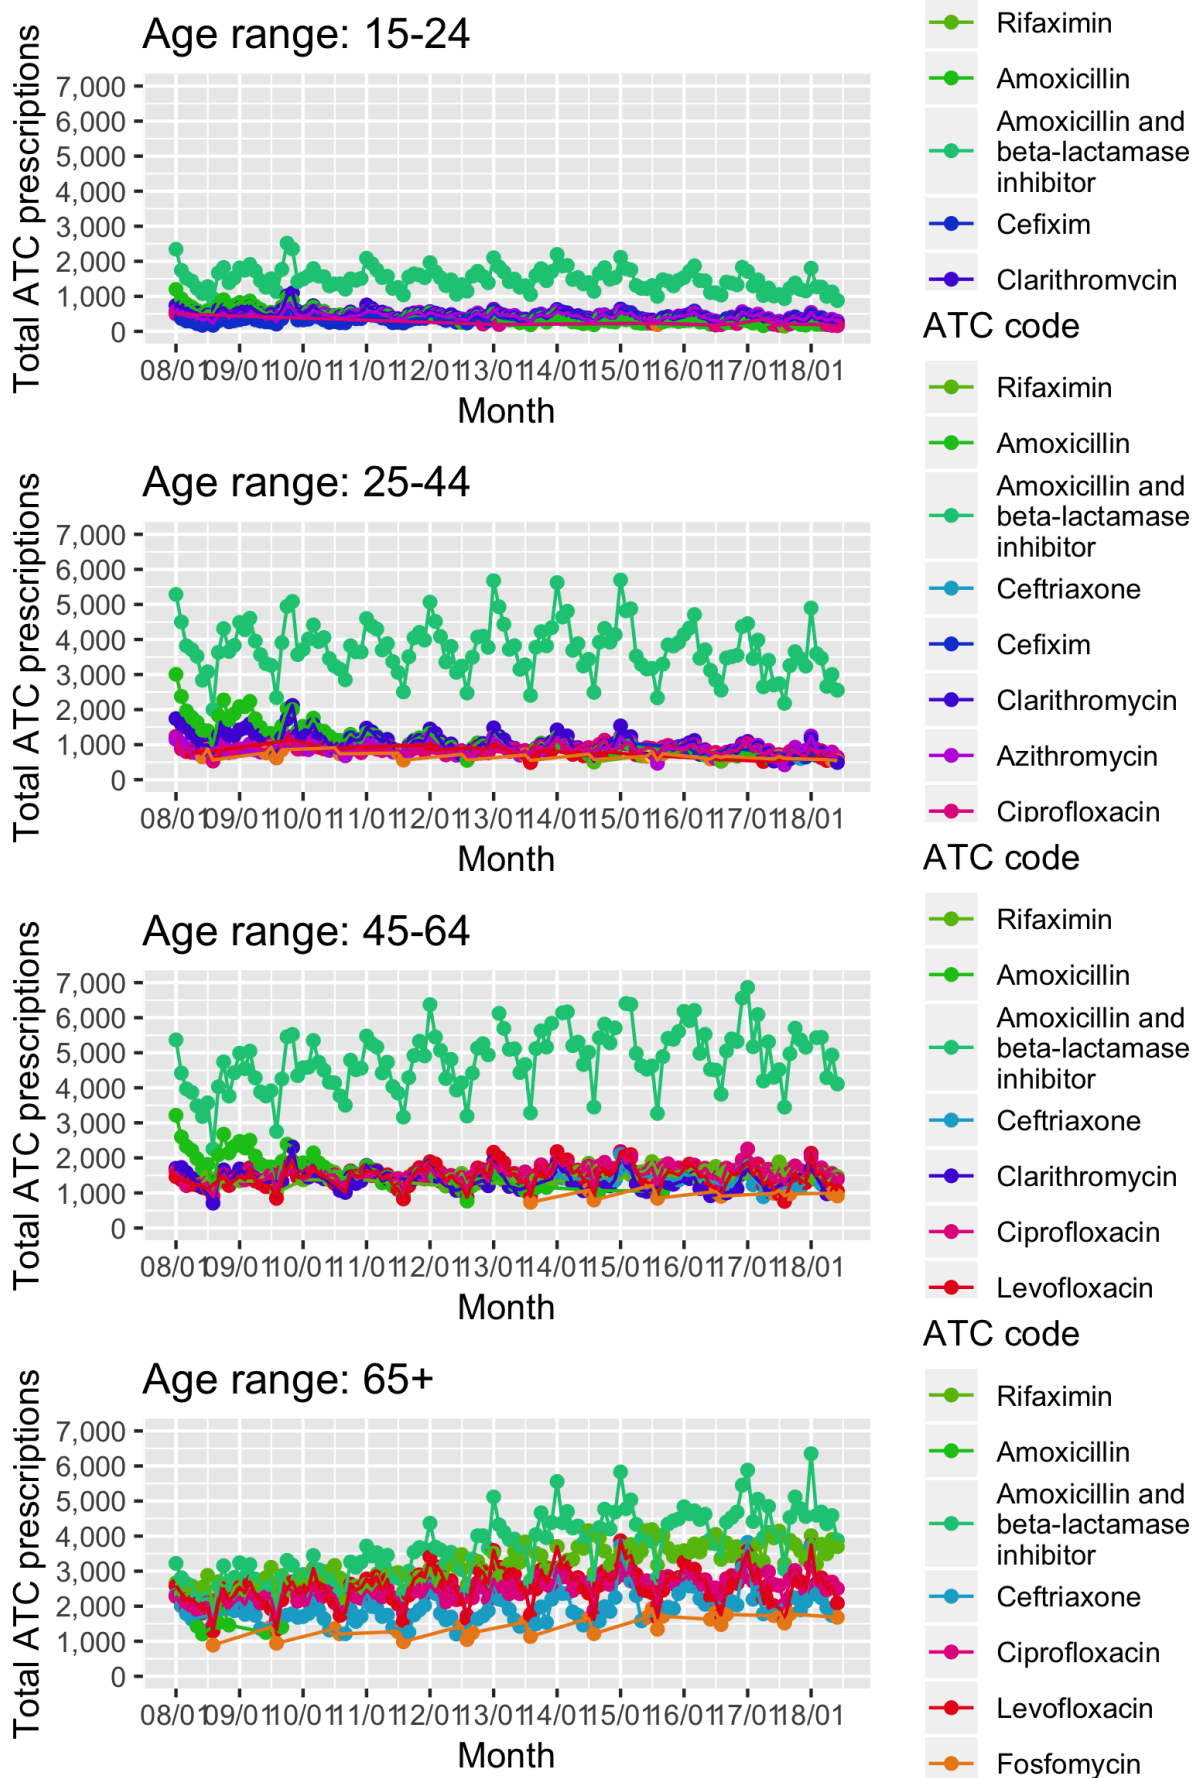 Age range: 15-24
Total ATC prescriptions
7,000
6,000
5,000
4,000
3,000
2,000
1,000
0
08/01
09/01
10/01
11/01
12/01
13/01
14/01
15/01
16/01
17/01
18/01
Month
Rifaximin
Amoxicillin
Amoxicillin and
beta-lactamase
inhibitor
Cefixim
Clarithromycin
Age range: 25-44
Total ATC prescriptions
7,000
6,000
5,000
4,000
3,000
2,000
1,000
0
08/01
09/01
10/01
11/01
12/01
13/01
14/01
15/01
16/01
17/01
18/01
Month
ATC code
Rifaximin
Amoxicillin
Amoxicillin and
beta-lactamase
inhibitor
Ceftriaxone
Cefixim
Clarithromycin
Azithromycin
Ciprofloxacin
Age range: 45-64
Total ATC prescriptions
7,000
6,000
5,000
4,000
3,000
2,000
1,000
0
08/01
09/01
10/01
11/01
12/01
13/01
14/01
15/01
16/01
17/01
18/01
Month
ATC code
Rifaximin
Amoxicillin
Amoxicillin and
beta-lactamase
inhibitor
Ceftriaxone
Clarithromycin
Ciprofloxacin
Levofloxacin
Age range: 65+
Total ATC prescriptions
7,000
6,000
5,000
4,000
3,000
2,000
1,000
0
08/01
09/01
10/01
11/01
12/01
13/01
14/01
15/01
16/01
17/01
18/01
Month
ATC code
Rifaximin
Amoxicillin
Amoxicillin and
beta-lactamase
inhibitor
Ceftriaxone
Ciprofloxacin
Levofloxacin
Fosfomycin